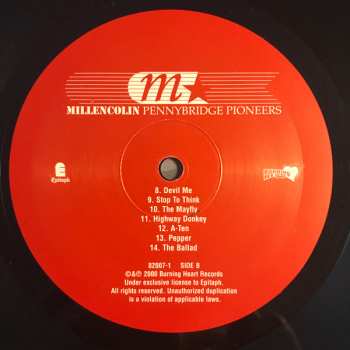 m
MILLENCOLIN PENNYBRIDGE PIONEERS
E
Epitaph
BURNING HEART
8. Devil Me
9. Stop To Think
10. The Mayfly
11. Highway Donkey
12. A-Ten
13. Pepper
14. The Ballad
82007-1 SIDE B
©&℗ 2000 Burning Heart Records
Under exclusive license to Epitaph.
All rights reserved. Unauthorized duplication
is a violation of applicable laws.